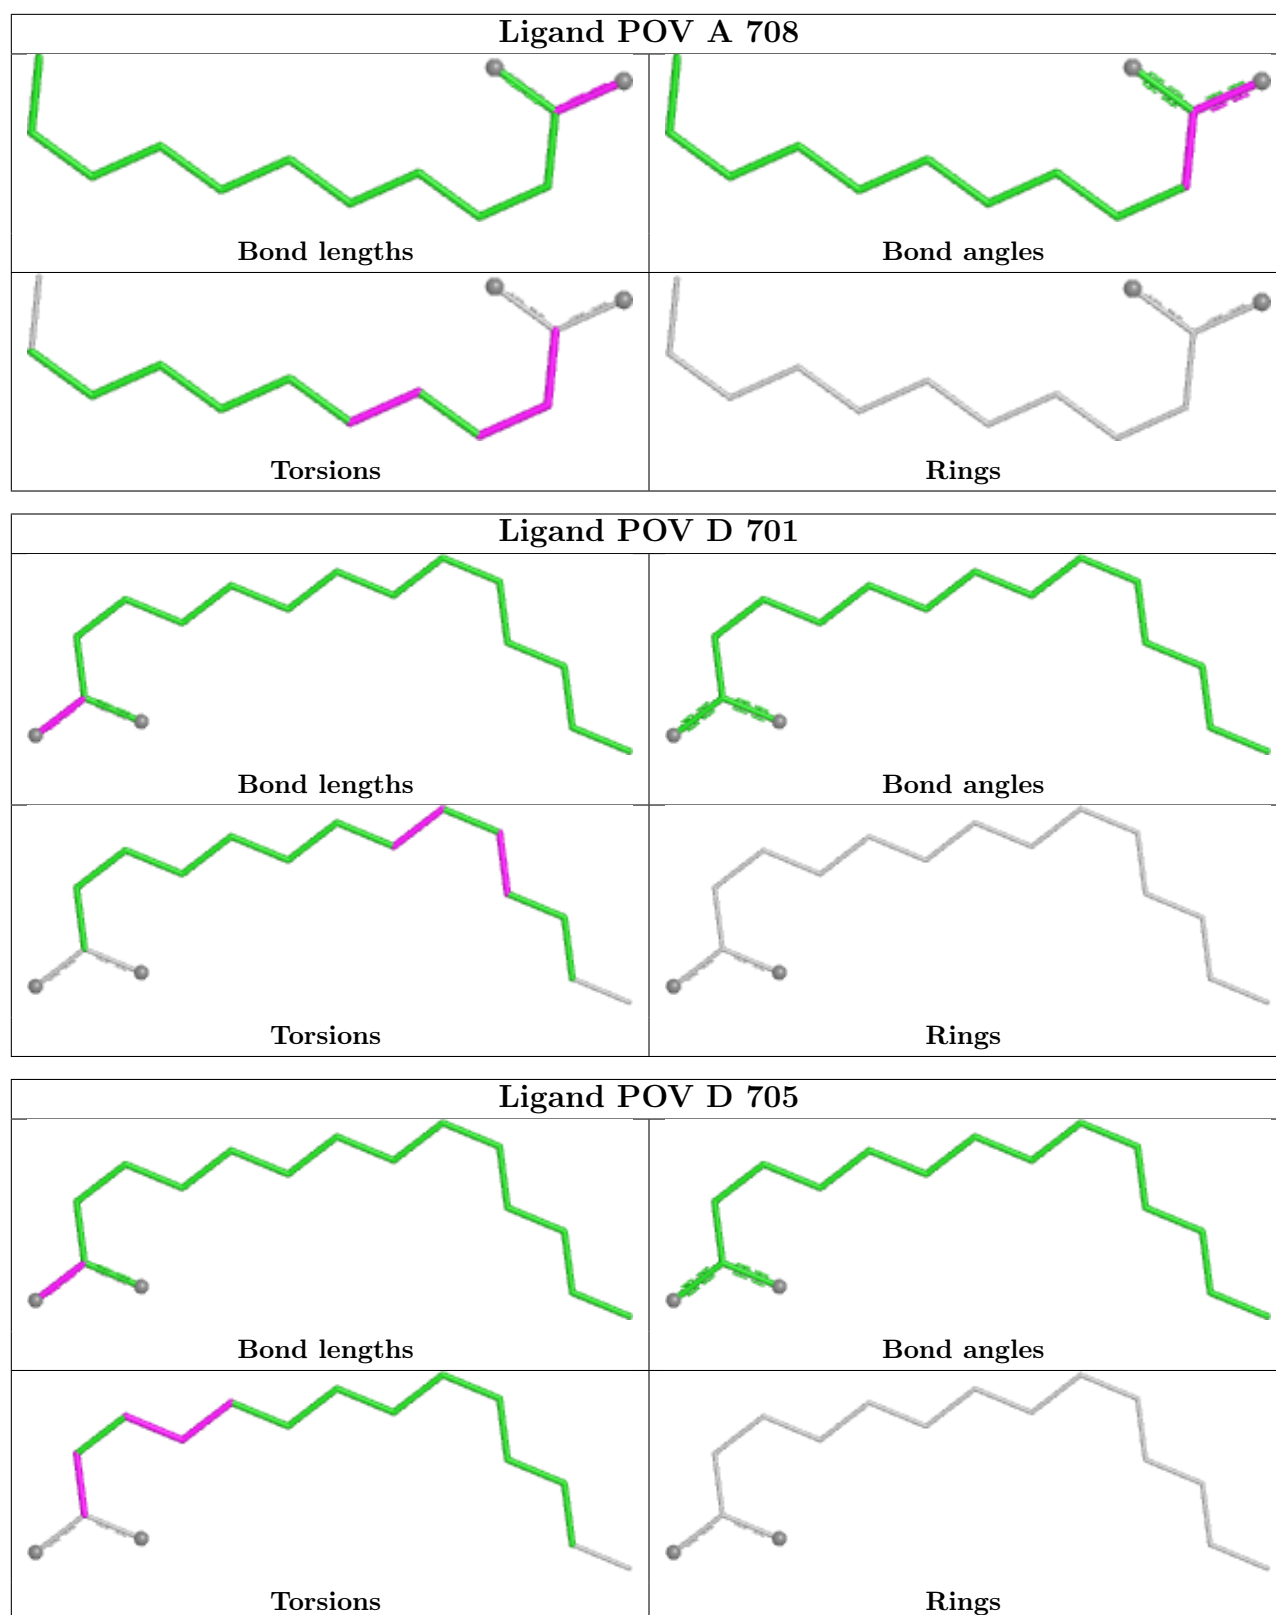 Ligand POV A 708
Bond lengths
Bond angles
Torsions
Rings
Ligand POV D 701
Bond lengths
Bond angles
Torsions
Rings
Ligand POV D 705
Bond lengths
Bond angles
Torsions
Rings